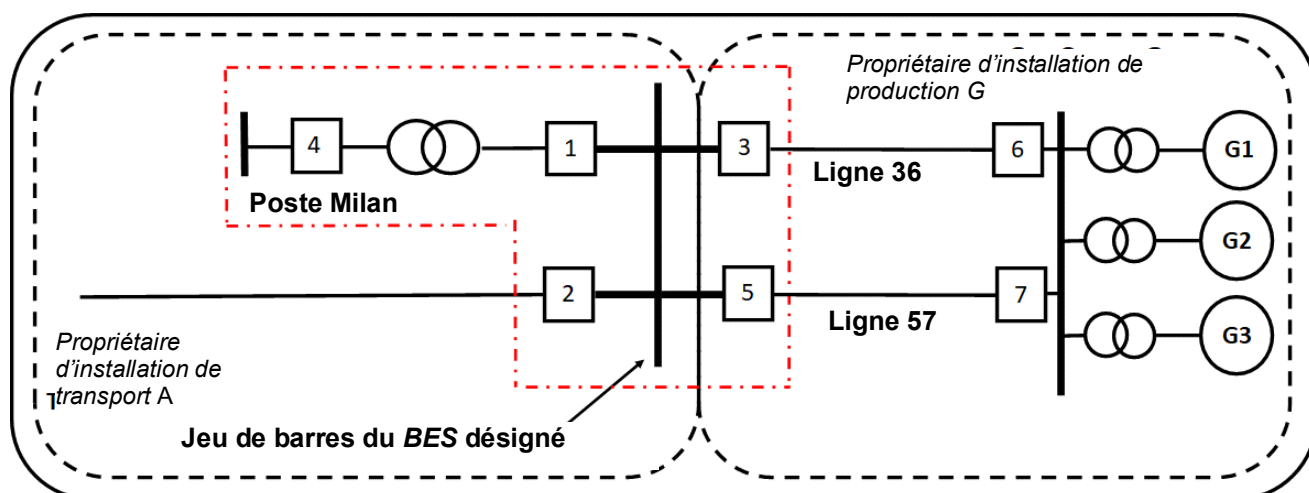 Propriétaire d'installation de
production G
4
1
3
6
G1
Ligne 36
Poste Milan
G2
2
5
7
Ligne 57
G3
Propriétaire
d'installation de
transport A
Jeu de barres du BES désigné